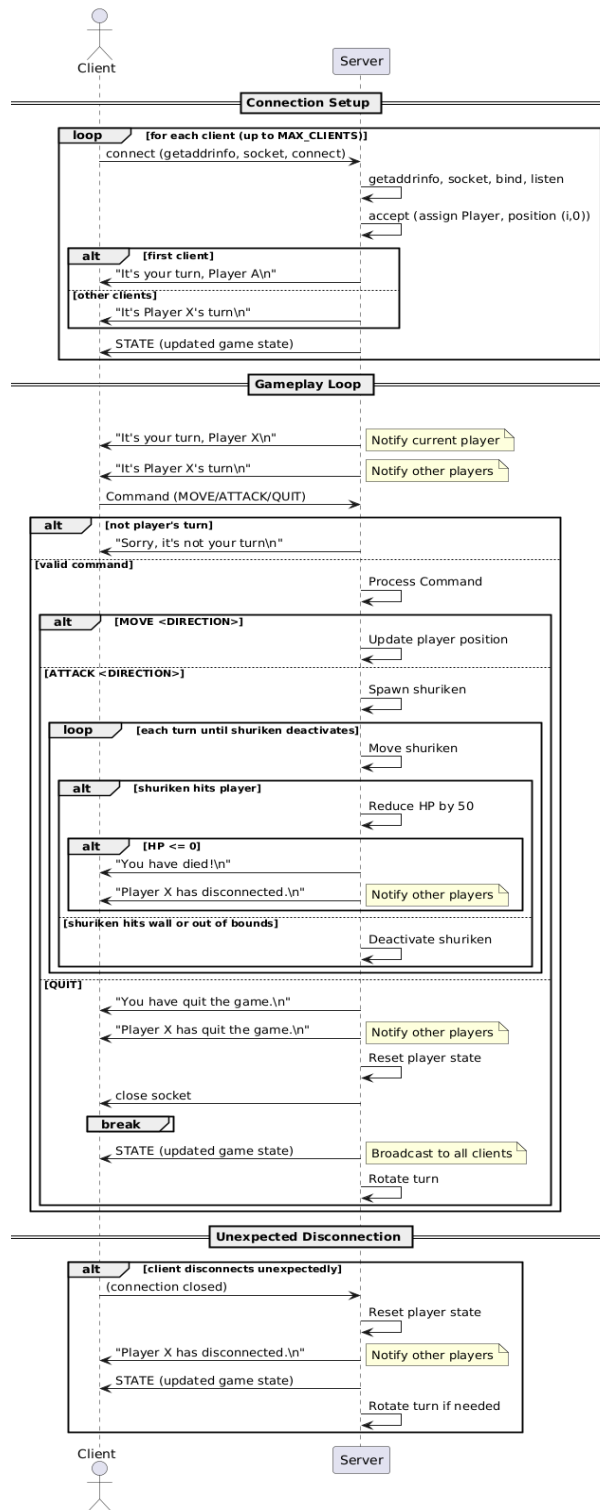 Client
Server
Connection Setup
loop [for each client (up to MAX_CLIENTS)]
connect (getaddrinfo, socket, connect)
getaddrinfo, socket, bind, listen
accept (assign Player, position (i,0))
alt [first client]
"It's your turn, Player A\n"
[other clients]
"It's Player X's turn\n"
STATE (updated game state)
Gameplay Loop
"It's your turn, Player X\n"
Notify current player
"It's Player X's turn\n"
Notify other players
Command (MOVE/ATTACK/QUIT)
alt [not player's turn]
"Sorry, it's not your turn\n"
[valid command]
Process Command
alt [MOVE <DIRECTION>]
Update player position
[ATTACK <DIRECTION>]
Spawn shuriken
loop [each turn until shuriken deactivates]
Move shuriken
alt [shuriken hits player]
Reduce HP by 50
alt [HP <= 0]
"You have died!\n"
"Player X has disconnected.\n"
Notify other players
[shuriken hits wall or out of bounds]
Deactivate shuriken
[QUIT]
"You have quit the game.\n"
"Player X has quit the game.\n"
Notify other players
Reset player state
close socket
break
STATE (updated game state)
Broadcast to all clients
Rotate turn
Unexpected Disconnection
alt [client disconnects unexpectedly]
(connection closed)
Reset player state
"Player X has disconnected.\n"
Notify other players
STATE (updated game state)
Rotate turn if needed
Client
Server